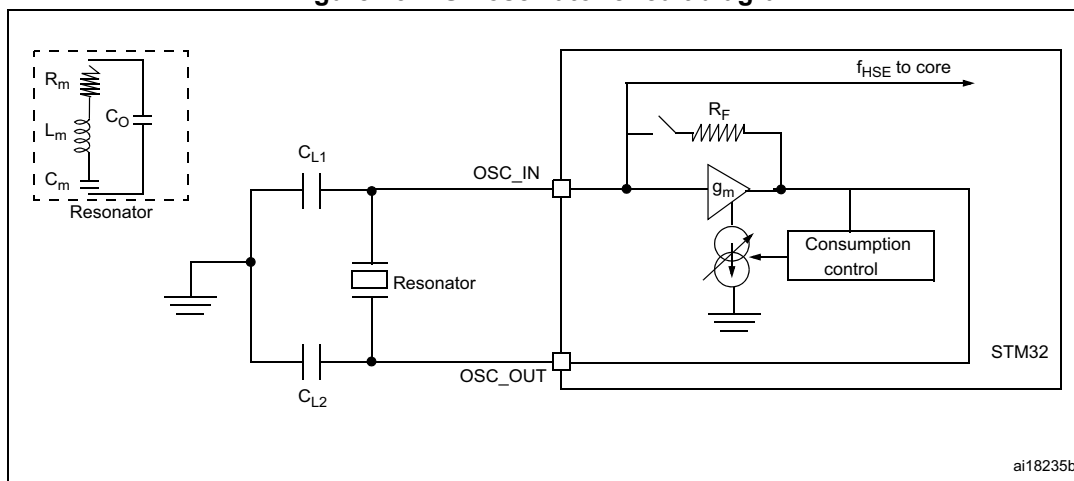 f_HSE to core
R_m
R_F
C_O
L_m
C_L1
OSC_IN
C_m
g_m
Resonator
Consumption
control
Resonator
STM32
OSC_OUT
C_L2
ai18235b